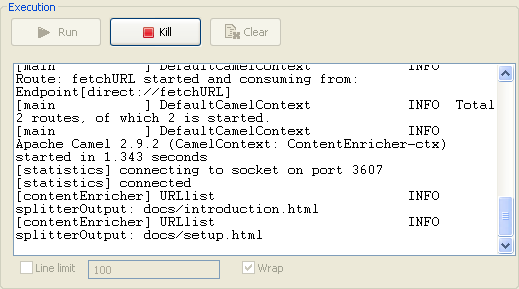 Execution
Run Kill Clear
[main ] DefaultCamelContext INFO
Route: fetchURL started and consuming from:
Endpoint[direct://fetchURL]
[main ] DefaultCamelContext INFO Total
2 routes, of which 2 is started.
[main ] DefaultCamelContext INFO
Apache Camel 2.9.2 (CamelContext: ContentEnricher-ctx)
started in 1.343 seconds
[statistics] connecting to socket on port 3607
[statistics] connected
[contentEnricher] URLlist INFO
splitterOutput: docs/introduction.html
[contentEnricher] URLlist INFO
splitterOutput: docs/setup.html
Line limit 100 Wrap